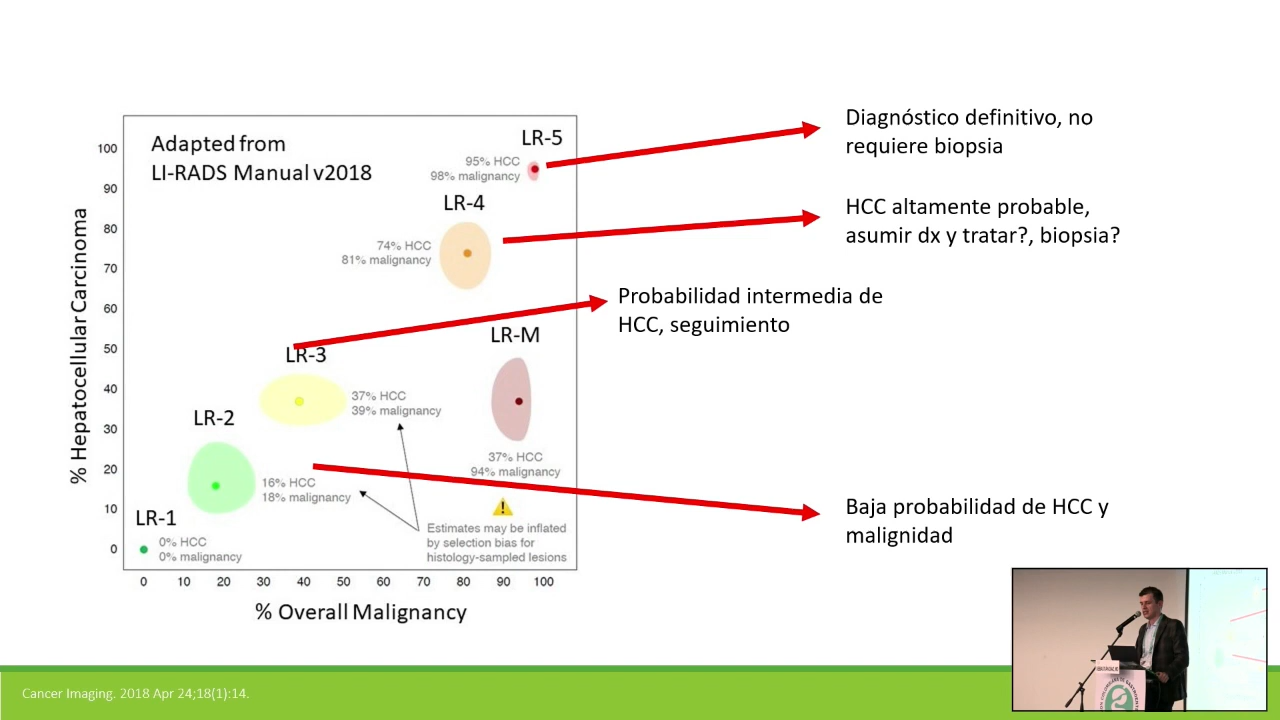 Adapted from
LI-RADS Manual v2018
LR-5
95% HCC
98% malignancy
LR-4
74% HCC
81% malignancy
LR-3
37% HCC
39% malignancy
LR-M
37% HCC
94% malignancy
LR-2
16% HCC
18% malignancy
LR-1
0% HCC
0% malignancy
Estimates may be inflated
by selection bias for
histology-sampled lesions
% Hepatocellular Carcinoma
100
90
80
70
60
50
40
30
20
10
0
0 10 20 30 40 50 60 70 80 90 100
% Overall Malignancy
Diagnóstico definitivo, no
requiere biopsia
HCC altamente probable,
asumir dx y tratar?, biopsia?
Probabilidad intermedia de
HCC, seguimiento
Baja probabilidad de HCC y
malignidad
Cancer Imaging. 2018 Apr 24;18(1):14.